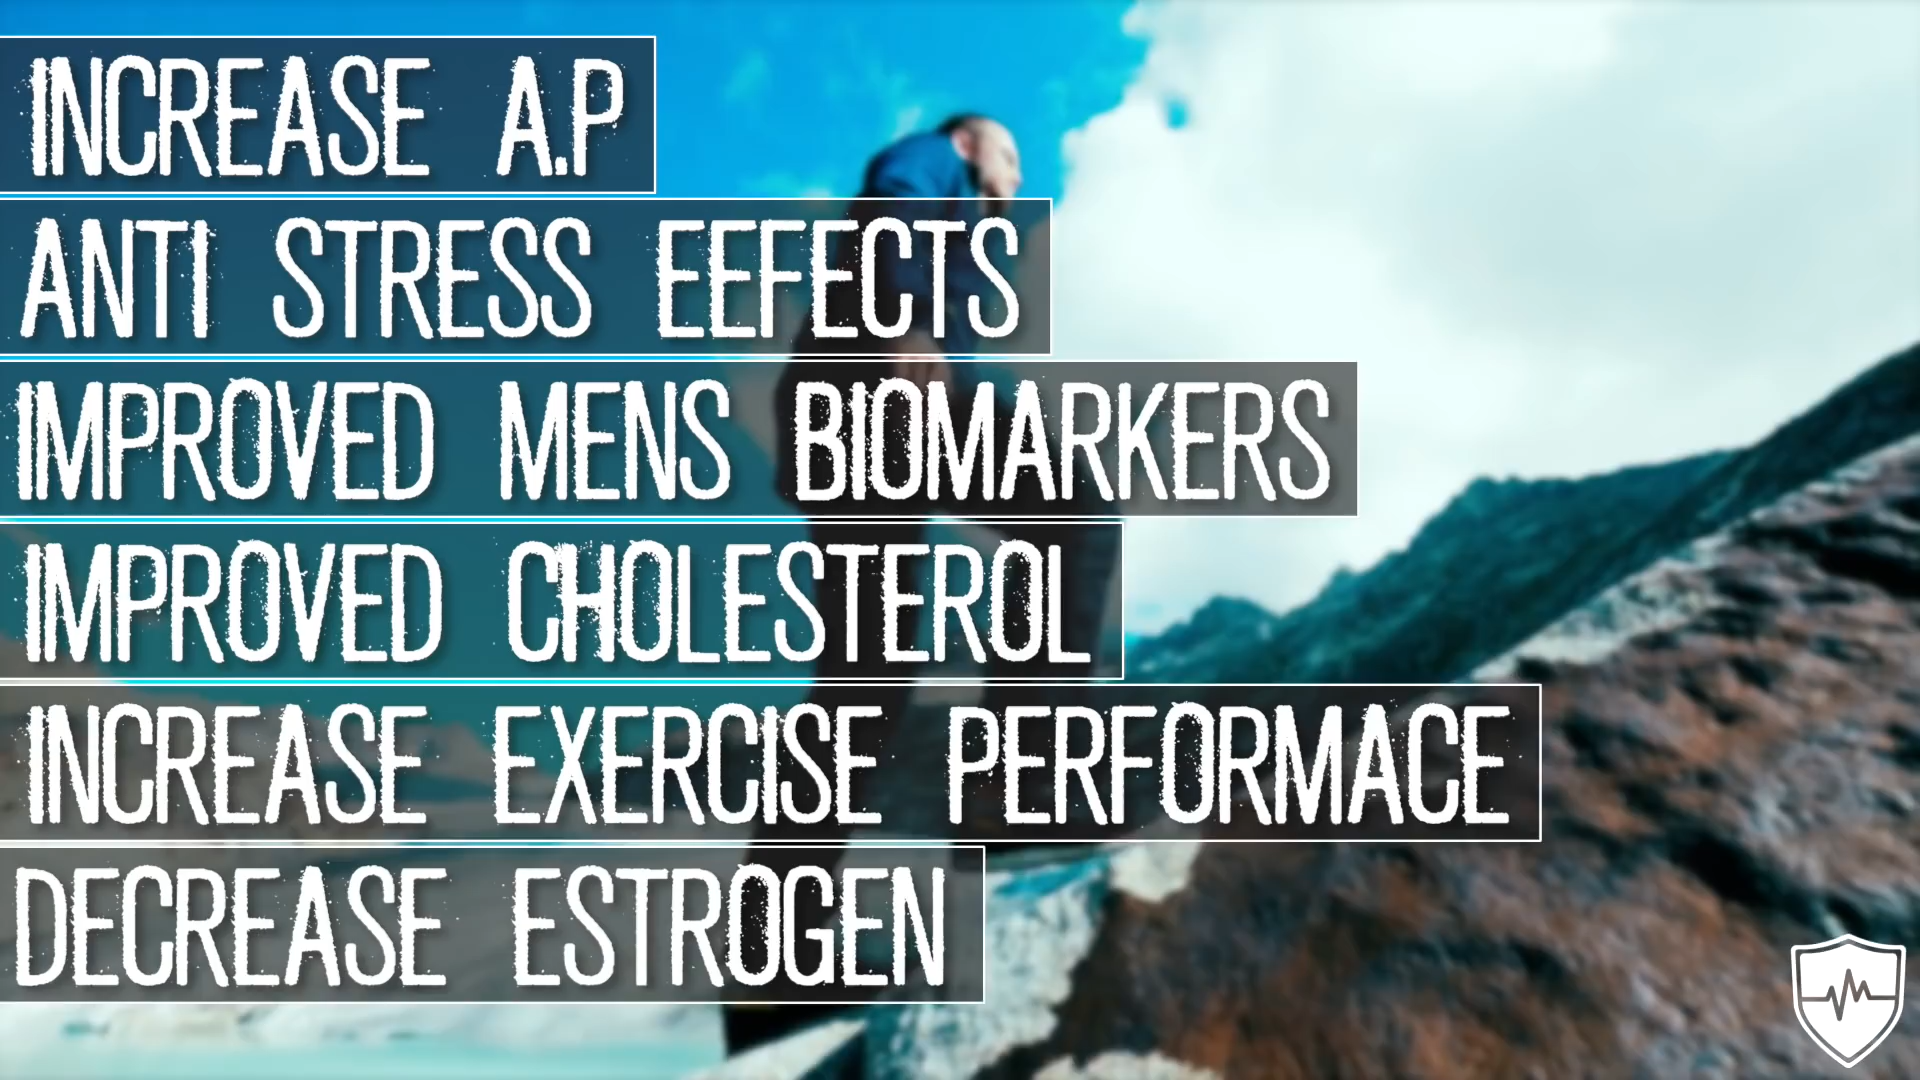 INCREASE A.P
ANTI STRESS EEFECTS
IMPROVED MENS BIOMARKERS
IMPROVED CHOLESTEROL
INCREASE EXERCISE PERFORMACE
DECREASE ESTROGEN